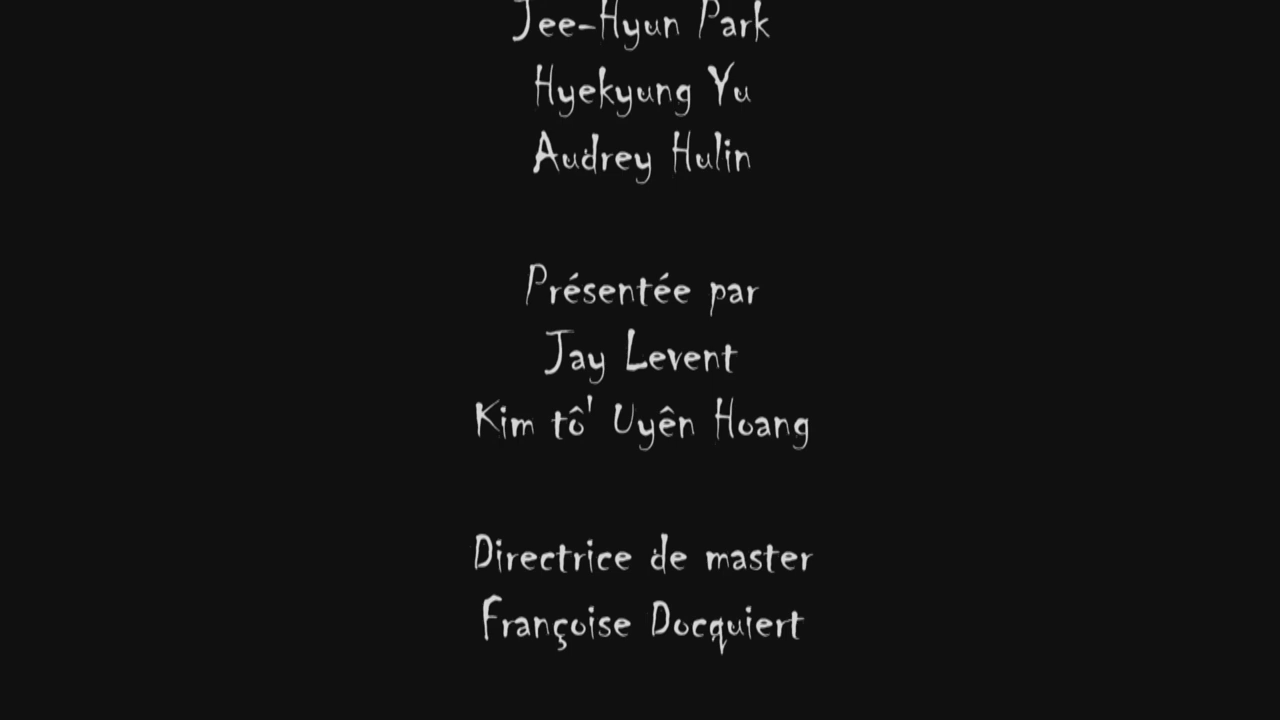 Jee-Hyun Park
Hyekyung Yu
Audrey Hulin
Présentée par
Jay Levent
Kim tô' Uyên Hoang
Directrice de master
Françoise Docquiert